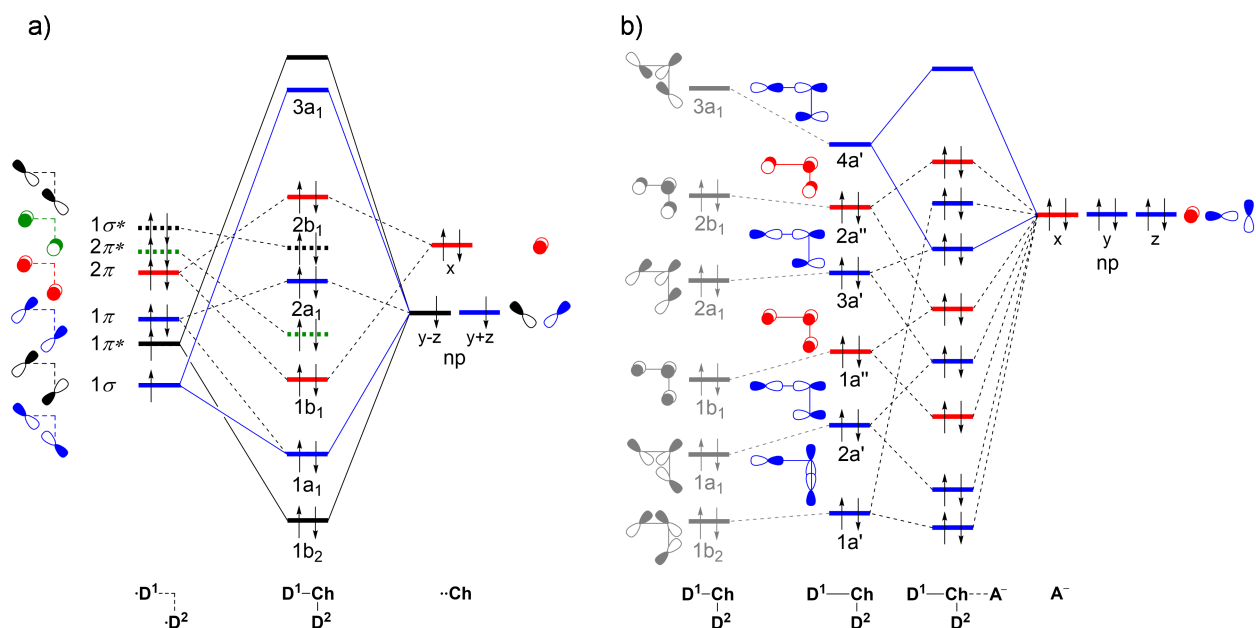 a)
3a₁
1σ*
2π*
2π
1π
1π*
1σ
2b₁
2a₁
1b₁
1a₁
1b₂
x
y-z y+z
np
·D¹
·D²
D¹–Ch
D²
··Ch
b)
3a₁
2b₁
2a₁
1b₁
1a₁
1b₂
4a'
2a"
3a'
1a"
2a'
1a'
x y z
np
D¹–Ch
D²
D¹—Ch
D²
D¹—Ch---A⁻
D²
A⁻